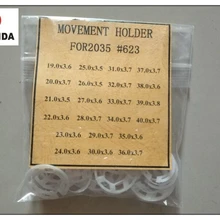 NDA
MOVEMENT HOLDER
FOR2035 #623
19.0x3.6 25.0x3.5 31.0x3.7 37.0x3.7
20.0x3.7 26.0x3.6 32.0x3.6 38.0x3.7
21.0x3.5 27.0x3.6 33.0x3.7 39.0x3.8
22.0x3.6 28.0x3.7 34.0x3.7 40.0x3.7
23.0x3.6 29.0x3.7 35.0x3.6
24.0x3.6 30.0x3.6 36.0x3.7